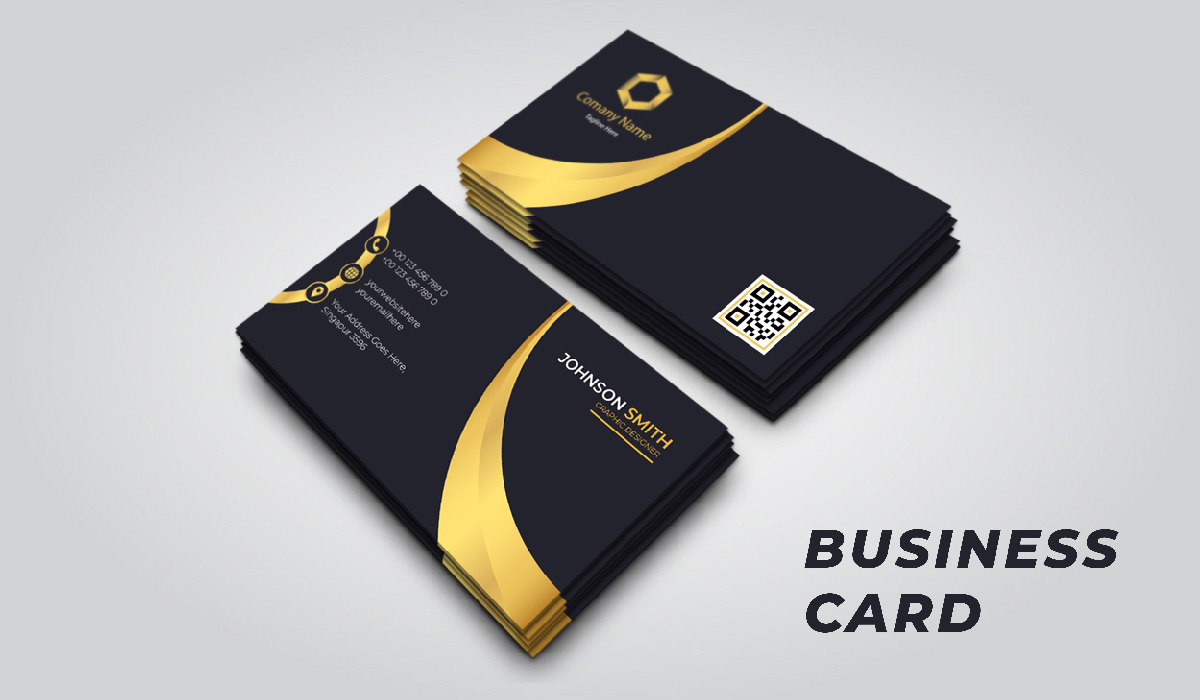 Comany Name
Tagline Here
+00 123 456 789 0
+00 123 456 789 0
yourwebsitehere
youremailhere
Your Address Goes Here,
Singapur 3596
JOHNSON SMITH
GRAPHIC DESIGNER
BUSINESS
CARD